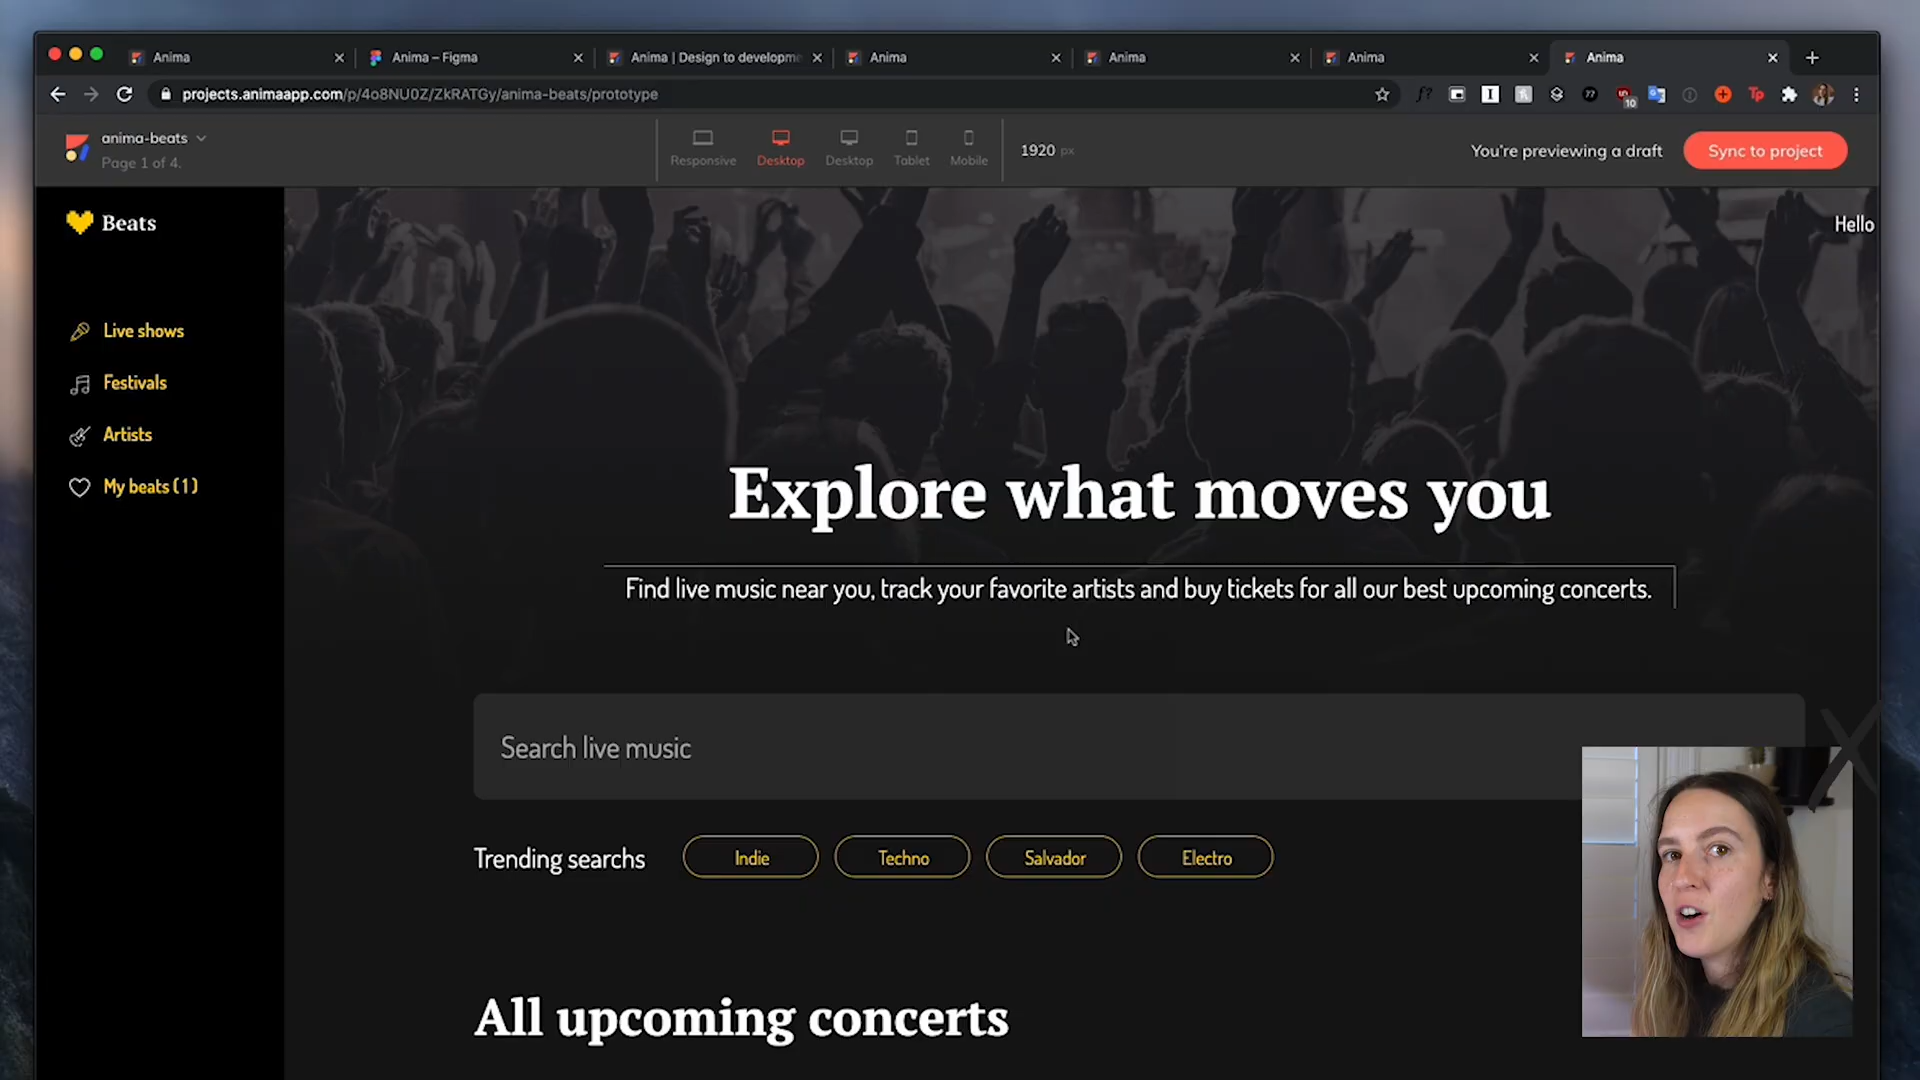 Anima
Anima – Figma
Anima | Design to developme
Anima
Anima
Anima
Anima
projects.animaapp.com/p/4o8NU0Z/ZkRATGy/anima-beats/prototype
f?
I
10
Tp
anima-beats
Page 1 of 4.
Responsive
Desktop
Desktop
Tablet
Mobile
1920 px
You're previewing a draft
Sync to project
Beats
Hello
Live shows
Festivals
Artists
My beats (1)
Explore what moves you
Find live music near you, track your favorite artists and buy tickets for all our best upcoming concerts.
Search live music
Trending searchs
Indie
Techno
Salvador
Electro
All upcoming concerts